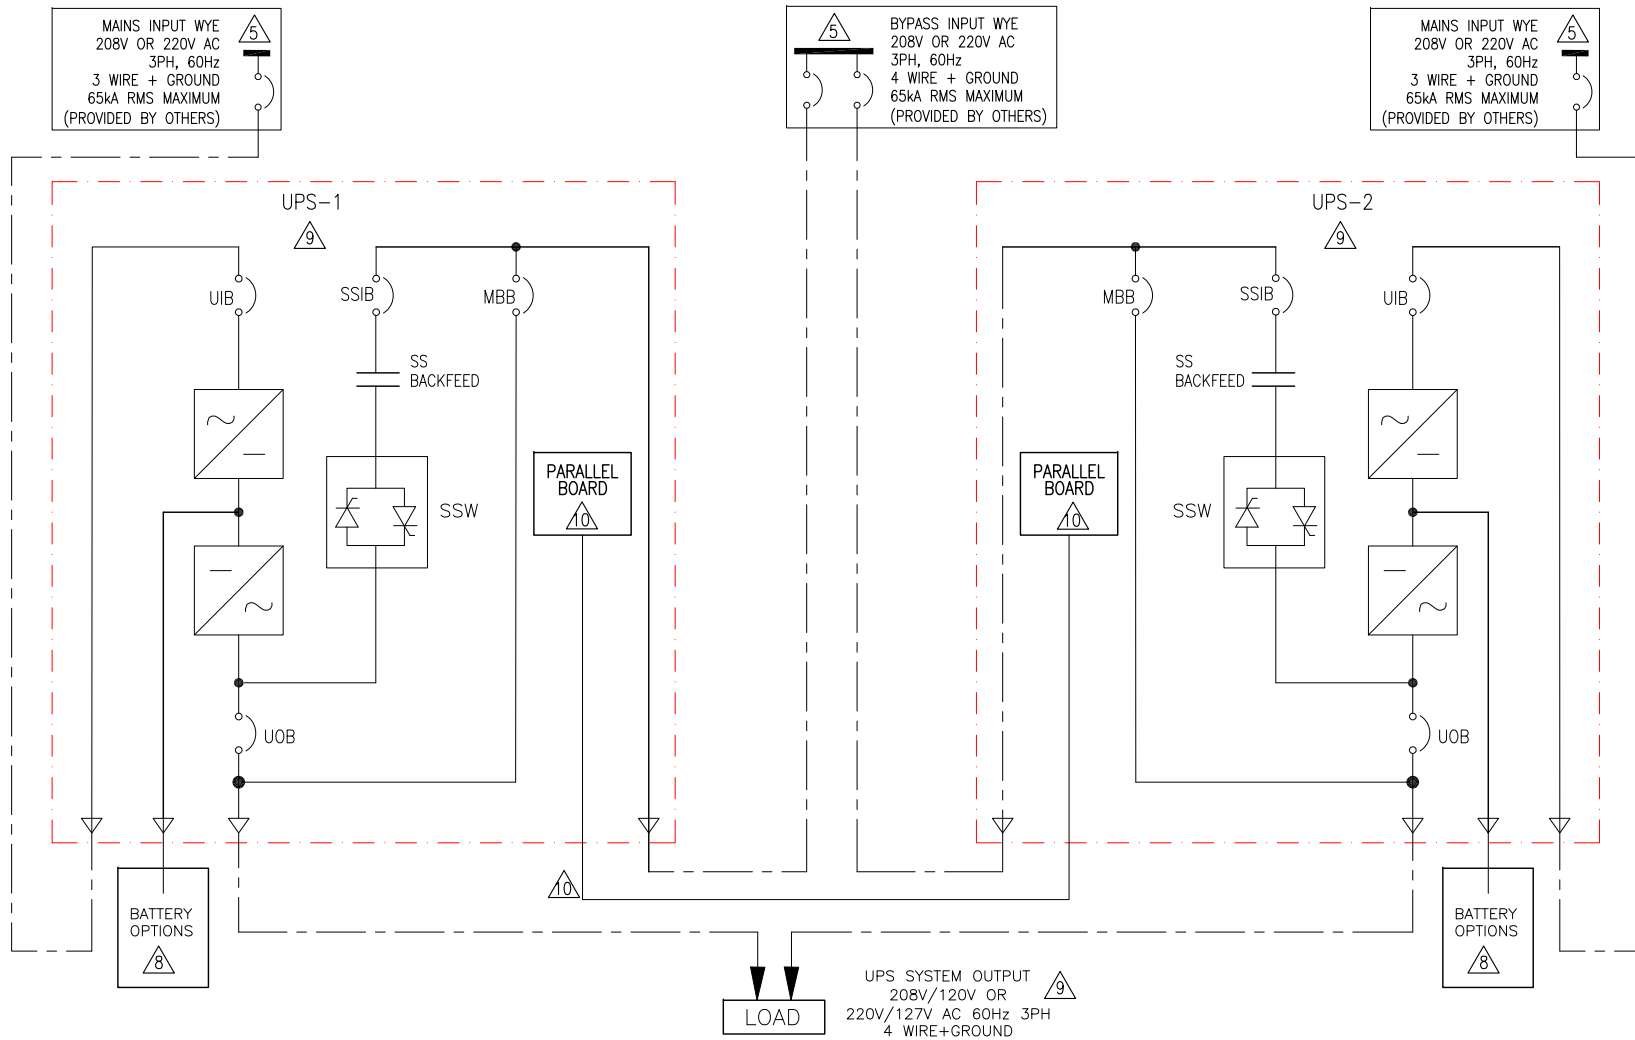 MAINS INPUT WYE
208V OR 220V AC
3PH, 60Hz
3 WIRE + GROUND
65kA RMS MAXIMUM
(PROVIDED BY OTHERS)
5
5
BYPASS INPUT WYE
208V OR 220V AC
3PH, 60Hz
4 WIRE + GROUND
65kA RMS MAXIMUM
(PROVIDED BY OTHERS)
MAINS INPUT WYE
208V OR 220V AC
3PH, 60Hz
3 WIRE + GROUND
65kA RMS MAXIMUM
(PROVIDED BY OTHERS)
5
UPS-1
9
UIB
SSIB
MBB
SS
BACKFEED
SSW
PARALLEL
BOARD
10
UOB
UPS-2
9
MBB
SSIB
UIB
SS
BACKFEED
PARALLEL
BOARD
10
SSW
UOB
10
BATTERY
OPTIONS
8
BATTERY
OPTIONS
8
LOAD
UPS SYSTEM OUTPUT
208V/120V OR
220V/127V AC 60Hz 3PH
4 WIRE+GROUND
9